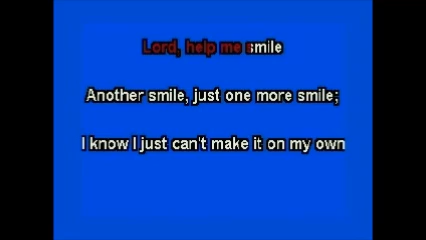 Lord, help me smile
Another smile, just one more smile;
I know I just can't make it on my own